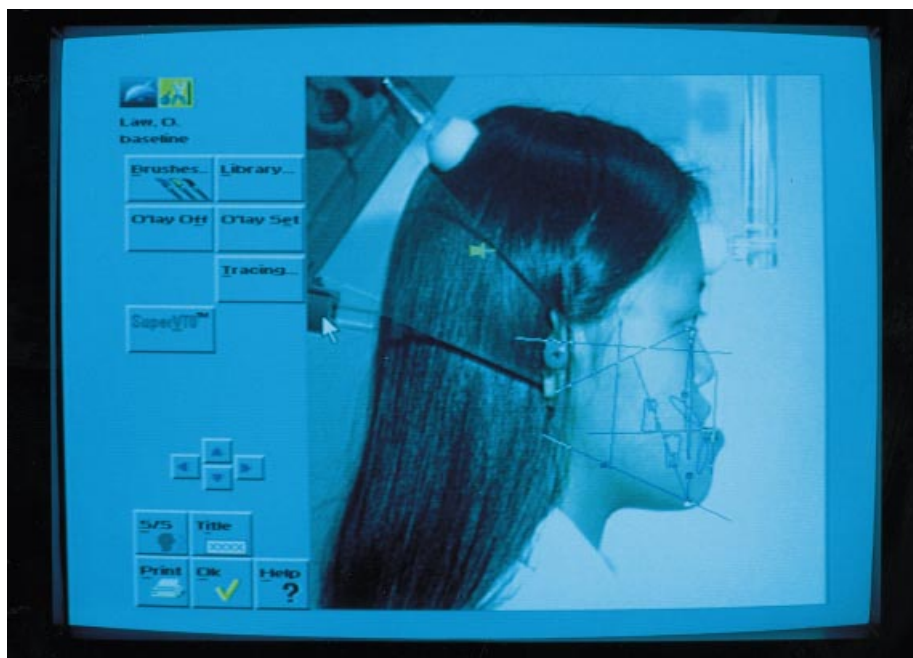 Law, O.
baseline
Brushes... Library...
O'lay Off O'lay Set
Tracing...
SuperVTO™
S/S Title
Print Ok Help
?